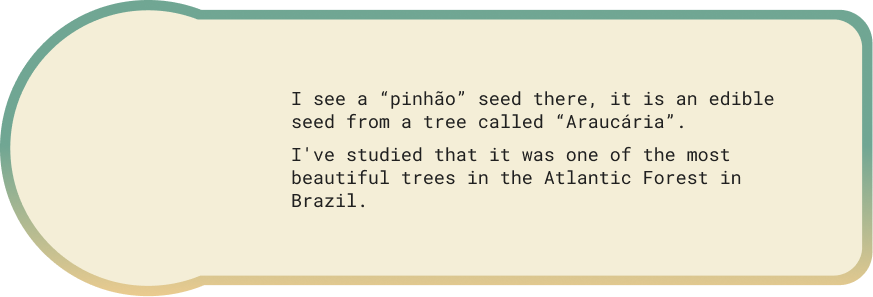 I see a “pinhão” seed there, it is an edible
seed from a tree called “Araucária”.
I've studied that it was one of the most
beautiful trees in the Atlantic Forest in
Brazil.